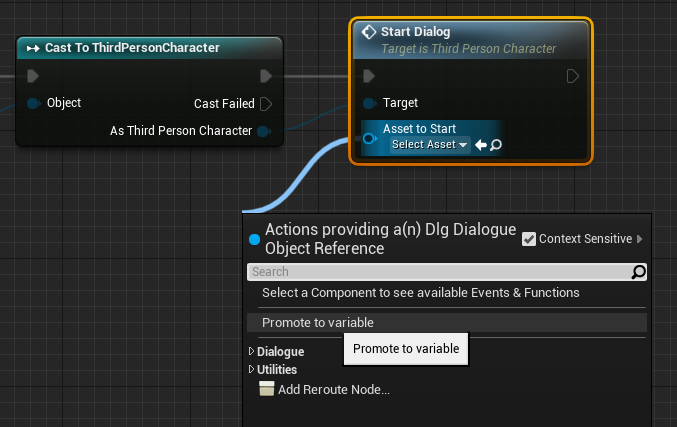 Cast To ThirdPersonCharacter
Object
Cast Failed
As Third Person Character
Start Dialog
Target is Third Person Character
Target
Asset to Start
Select Asset
Actions providing a(n) Dlg Dialogue
Object Reference
Context Sensitive
Search
Select a Component to see available Events & Functions
Promote to variable
Promote to variable
Dialogue
Utilities
Add Reroute Node...